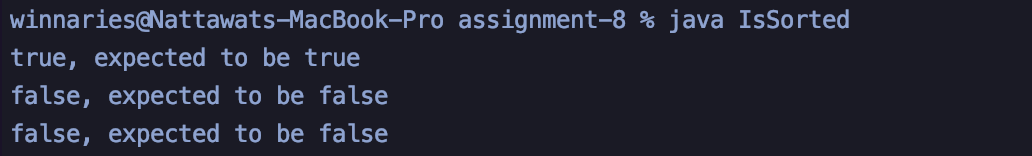 winnaries@Nattawats-MacBook-Pro assignment-8 % java IsSorted
true, expected to be true
false, expected to be false
false, expected to be false